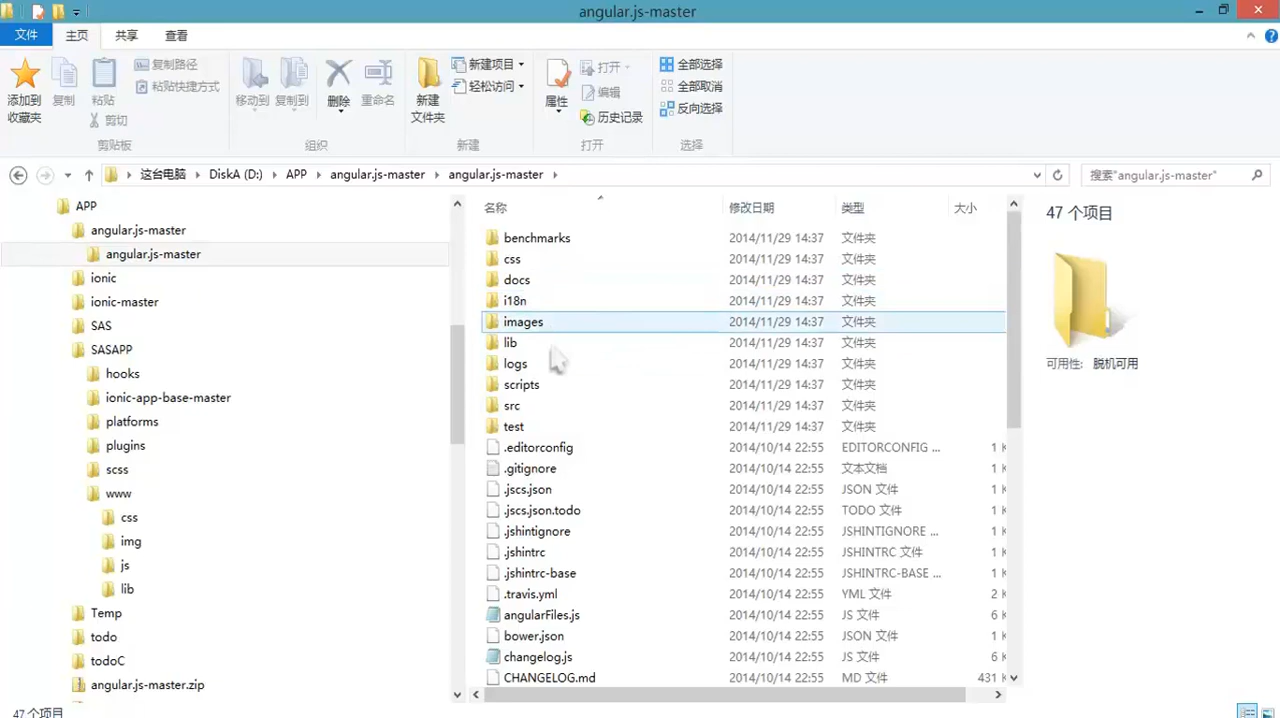 angular.js-master
文件
主页
共享
查看
添加到
收藏夹
复制
粘贴
复制路径
粘贴快捷方式
剪切
剪贴板
移动到
复制到
删除
重命名
组织
新建
文件夹
新建项目
轻松访问
新建
属性
打开
编辑
历史记录
打开
全部选择
全部取消
反向选择
选择
这台电脑
DiskA (D:)
APP
angular.js-master
angular.js-master
搜索"angular.js-master"
APP
angular.js-master
angular.js-master
ionic
ionic-master
SAS
SASAPP
hooks
ionic-app-base-master
platforms
plugins
scss
www
css
img
js
lib
Temp
todo
todoC
angular.js-master.zip
名称 修改日期 类型 大小
benchmarks 2014/11/29 14:37 文件夹
css 2014/11/29 14:37 文件夹
docs 2014/11/29 14:37 文件夹
i18n 2014/11/29 14:37 文件夹
images 2014/11/29 14:37 文件夹
lib 2014/11/29 14:37 文件夹
logs 2014/11/29 14:37 文件夹
scripts 2014/11/29 14:37 文件夹
src 2014/11/29 14:37 文件夹
test 2014/11/29 14:37 文件夹
.editorconfig 2014/10/14 22:55 EDITORCONFIG ... 1 K
.gitignore 2014/10/14 22:55 文本文档 1 K
.jscs.json 2014/10/14 22:55 JSON 文件 1 K
.jscs.json.todo 2014/10/14 22:55 TODO 文件 1 K
.jshintignore 2014/10/14 22:55 JSHINTIGNORE ... 1 K
.jshintrc 2014/10/14 22:55 JSHINTRC 文件 1 K
.jshintrc-base 2014/10/14 22:55 JSHINTRC-BASE ... 1 K
.travis.yml 2014/10/14 22:55 YML 文件 2 K
angularFiles.js 2014/10/14 22:55 JS 文件 6 K
bower.json 2014/10/14 22:55 JSON 文件 1 K
changelog.js 2014/10/14 22:55 JS 文件 6 K
CHANGELOG.md 2014/10/14 22:55 MD 文件 431 K
47 个项目
可用性: 脱机可用
47 个项目